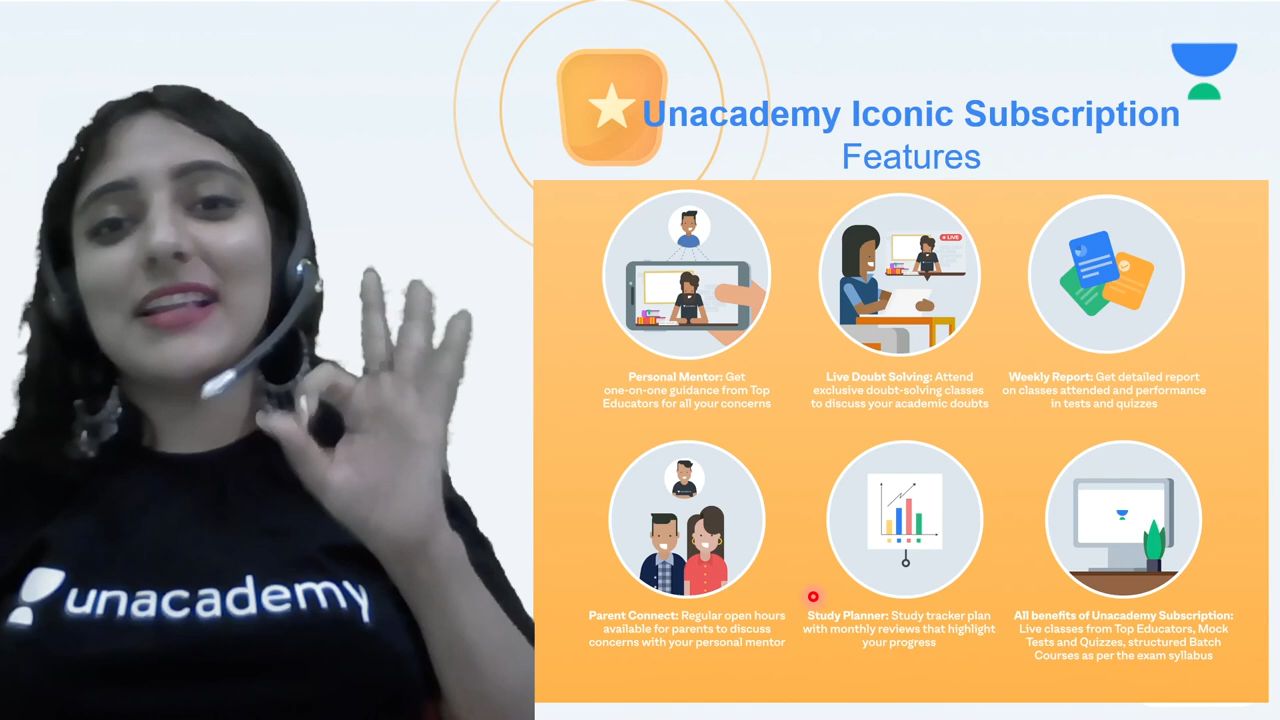 Unacademy Iconic Subscription
Features
LIVE
Personal Mentor: Get
one-on-one guidance from Top
Educators for all your concerns
Live Doubt Solving: Attend
exclusive doubt-solving classes
to discuss your academic doubts
Weekly Report: Get detailed report
on classes attended and performance
in tests and quizzes
Parent Connect: Regular open hours
available for parents to discuss
concerns with your personal mentor
Study Planner: Study tracker plan
with monthly reviews that highlight
your progress
All benefits of Unacademy Subscription:
Live classes from Top Educators, Mock
Tests and Quizzes, structured Batch
Courses as per the exam syllabus
unacademy